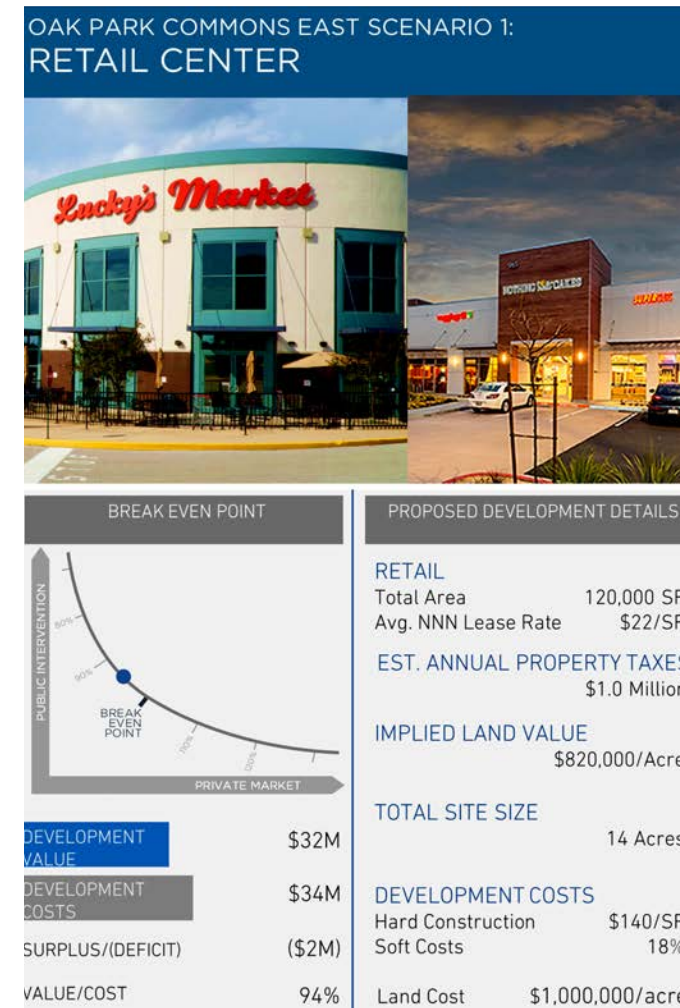 OAK PARK COMMONS EAST SCENARIO 1:
RETAIL CENTER
Lucky's Market
BREAK EVEN POINT
PUBLIC INTERVENTION
80%
90%
BREAK
EVEN
POINT
110%
120%
PRIVATE MARKET
DEVELOPMENT
VALUE
$32M
DEVELOPMENT
COSTS
$34M
SURPLUS/(DEFICIT) ($2M)
VALUE/COST 94%
PROPOSED DEVELOPMENT DETAILS
RETAIL
Total Area 120,000 SF
Avg. NNN Lease Rate $22/SF
EST. ANNUAL PROPERTY TAXES
$1.0 Million
IMPLIED LAND VALUE
$820,000/Acre
TOTAL SITE SIZE
14 Acres
DEVELOPMENT COSTS
Hard Construction $140/SF
Soft Costs 18%
Land Cost $1,000,000/acre